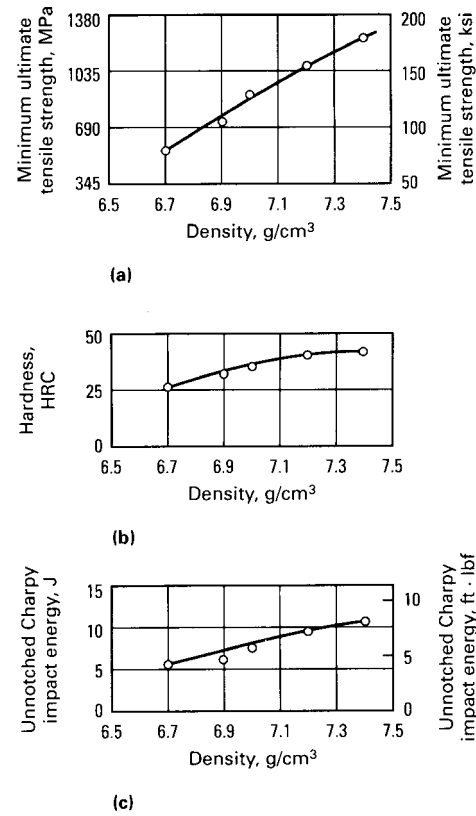 Minimum ultimate
tensile strength, MPa
1380
1035
690
345
200
150
100
50
Minimum ultimate
tensile strength, ksi
6.5 6.7 6.9 7.1 7.3 7.5
Density, g/cm³
(a)
Hardness,
HRC
50
25
0
6.5 6.7 6.9 7.1 7.3 7.5
Density, g/cm³
(b)
Unnotched Charpy
impact energy, J
15
10
5
0
10
5
0
Unnotched Charpy
impact energy, ft · lbf
6.5 6.7 6.9 7.1 7.3 7.5
Density, g/cm³
(c)